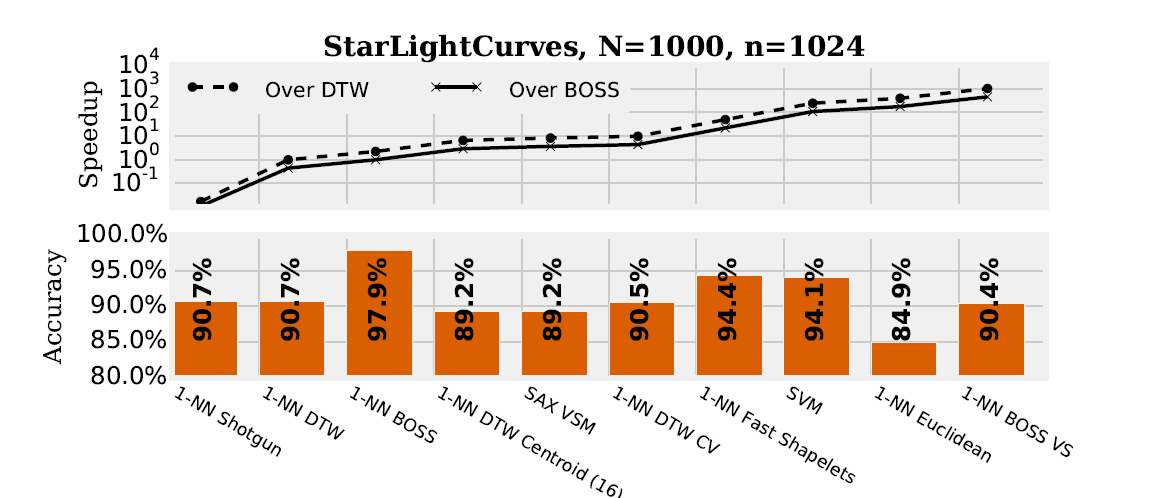 StarLightCurves, N=1000, n=1024
Speedup
10^4
10^3
10^2
10^1
10^0
10^-1
Over DTW
Over BOSS
Accuracy
100.0%
95.0%
90.0%
85.0%
80.0%
90.7%
90.7%
97.9%
89.2%
89.2%
90.5%
94.4%
94.1%
84.9%
90.4%
1-NN Shotgun
1-NN DTW
1-NN BOSS
1-NN DTW Centroid (16)
SAX VSM
1-NN DTW CV
1-NN Fast Shapelets
SVM
1-NN Euclidean
1-NN BOSS VS